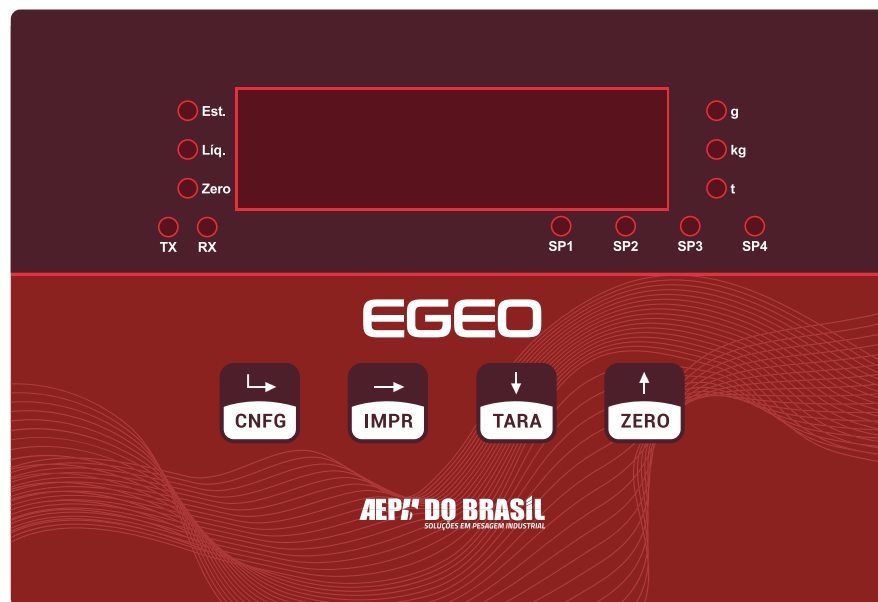 Est.
g
Líq.
kg
Zero
t
TX RX
SP1 SP2 SP3 SP4
EGEO
CNFG IMPR TARA ZERO
AEPH DO BRASÍL
SOLUÇÕES EM PESAGEM INDUSTRIAL